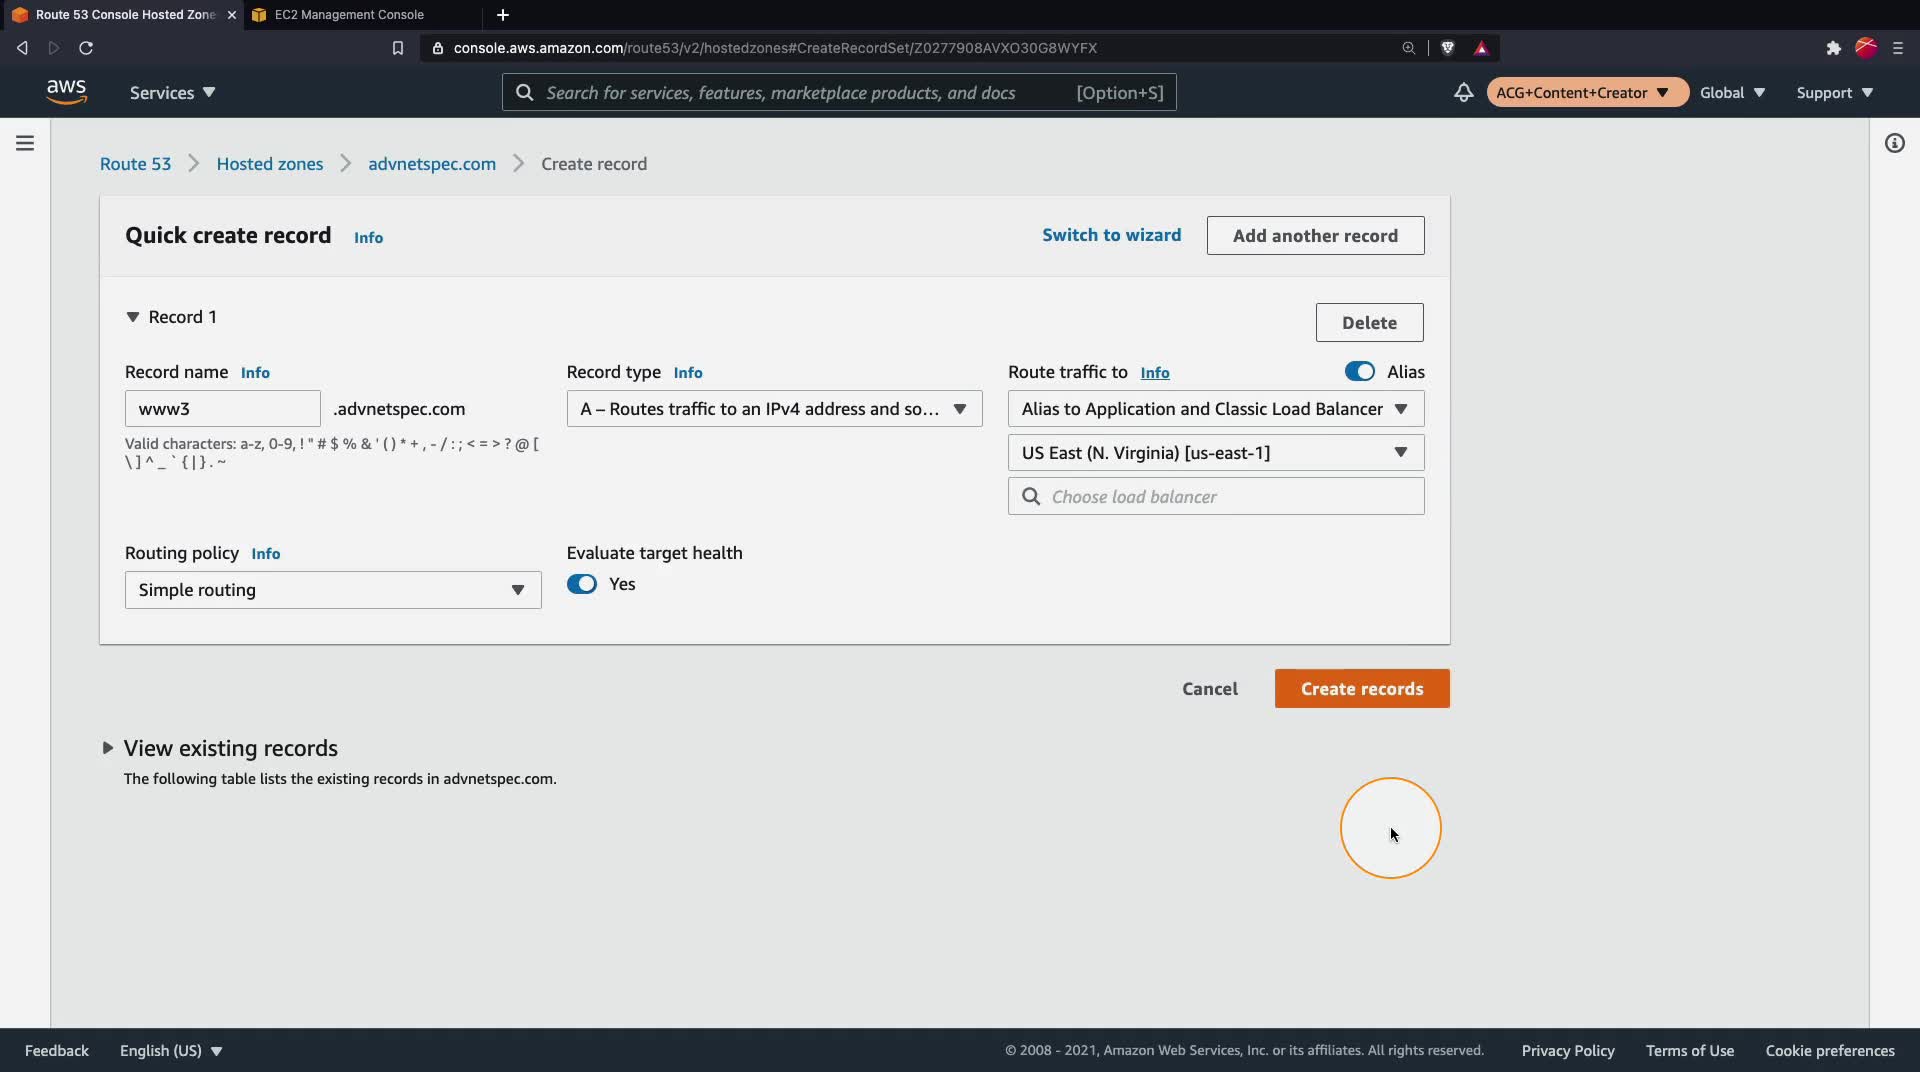 Route 53 Console Hosted Zone
EC2 Management Console
console.aws.amazon.com/route53/v2/hostedzones#CreateRecordSet/Z0277908AVXO30G8WYFX
aws
Services
Search for services, features, marketplace products, and docs [Option+S]
ACG+Content+Creator
Global
Support
Route 53
Hosted zones
advnetspec.com
Create record
Quick create record
Info
Switch to wizard
Add another record
Record 1
Delete
Record name Info
Record type Info
Route traffic to Info
Alias
www3
.advnetspec.com
A – Routes traffic to an IPv4 address and so...
Alias to Application and Classic Load Balancer
Valid characters: a-z, 0-9, ! " # $ % & ' ( ) * + , - / : ; < = > ? @ [
\ ] ^ _ ` { | } . ~
US East (N. Virginia) [us-east-1]
Choose load balancer
Routing policy Info
Evaluate target health
Simple routing
Yes
Cancel
Create records
View existing records
The following table lists the existing records in advnetspec.com.
Feedback
English (US)
© 2008 - 2021, Amazon Web Services, Inc. or its affiliates. All rights reserved.
Privacy Policy
Terms of Use
Cookie preferences